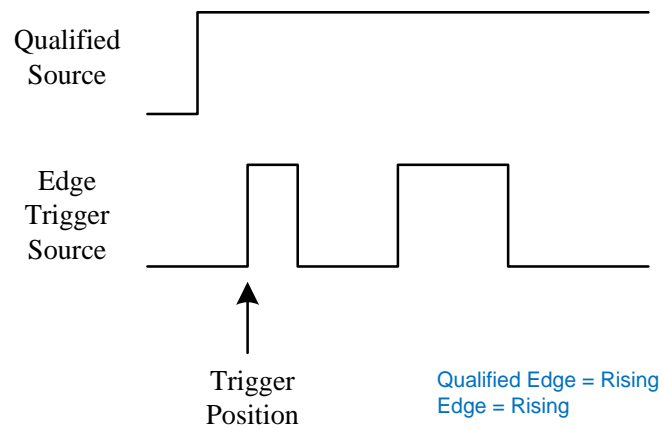 Qualified
Source
Edge
Trigger
Source
Trigger
Position
Qualified Edge = Rising
Edge = Rising